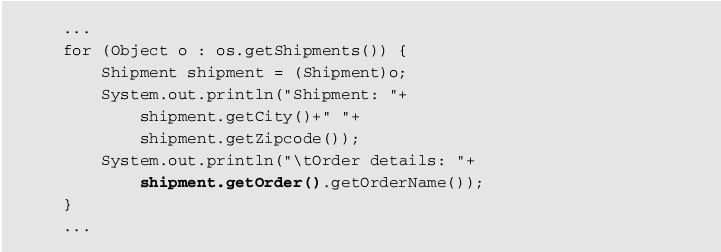 ...
for (Object o : os.getShipments()) {
    Shipment shipment = (Shipment)o;
    System.out.println("Shipment: "+
        shipment.getCity()+" "+
        shipment.getZipcode());
    System.out.println("\tOrder details: "+
        shipment.getOrder().getOrderName());
}
...